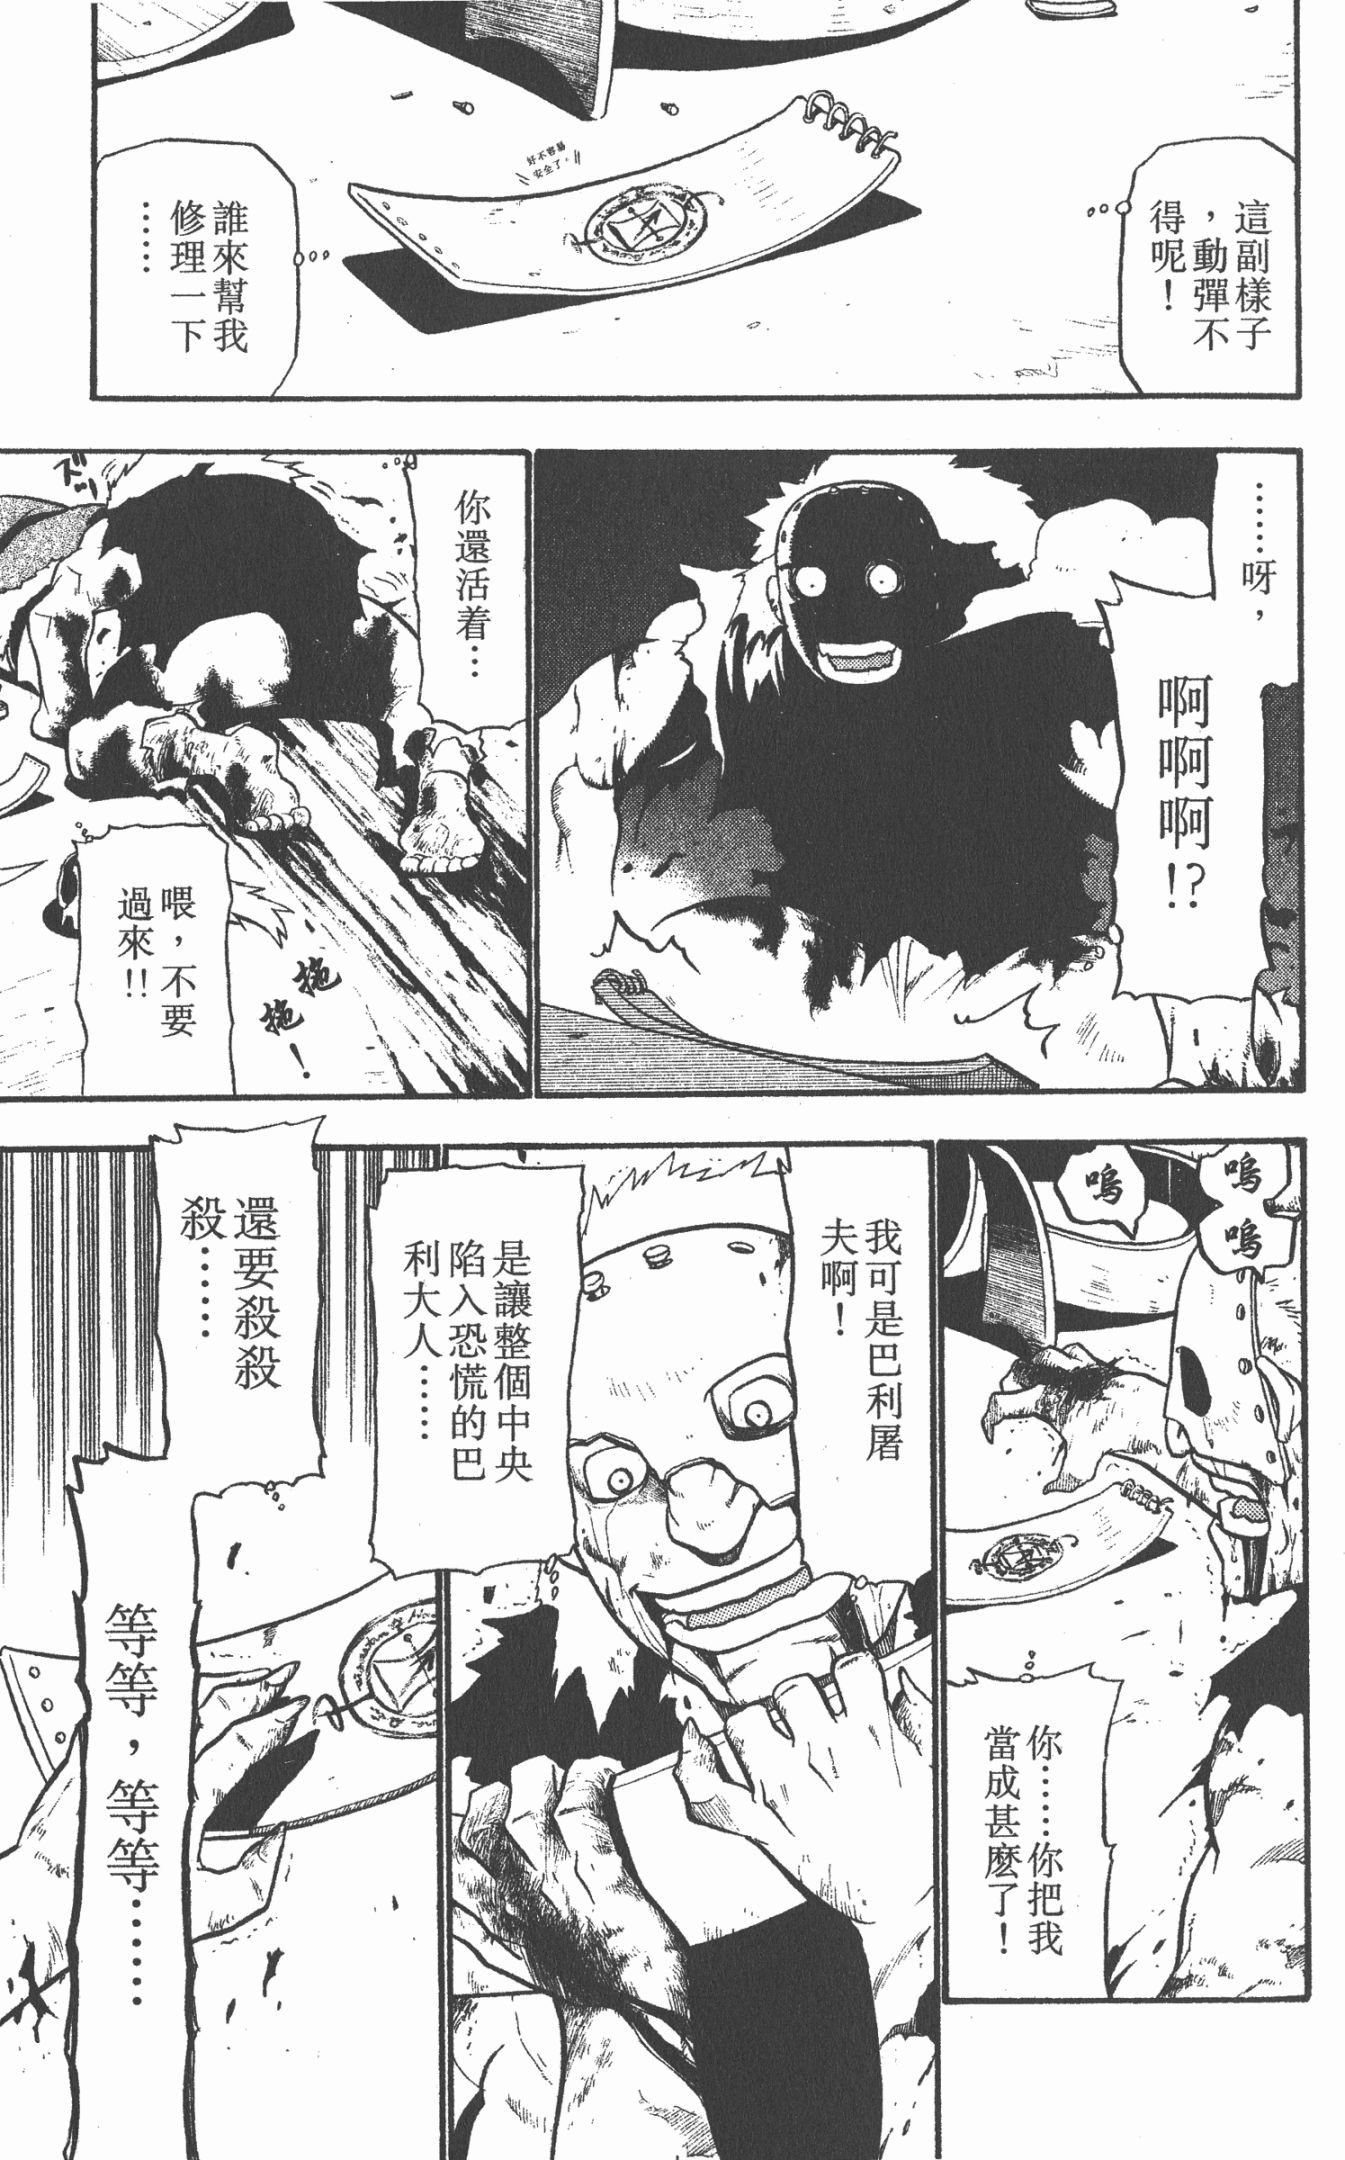 這副樣子
，動彈不
得呢！
好不容易
安全了，
誰來幫我
修理一下
……
……呀，
啊啊啊!?
你還活着…
ズッ
喂，不要
過來!!
拖
拖！
嗚
嗚
嗚
你……你把我
當成甚麼了！
我可是巴利屠
夫啊！
是讓整個中央
陷入恐慌的巴
利大人……
還要殺殺
殺……
等等，等等……